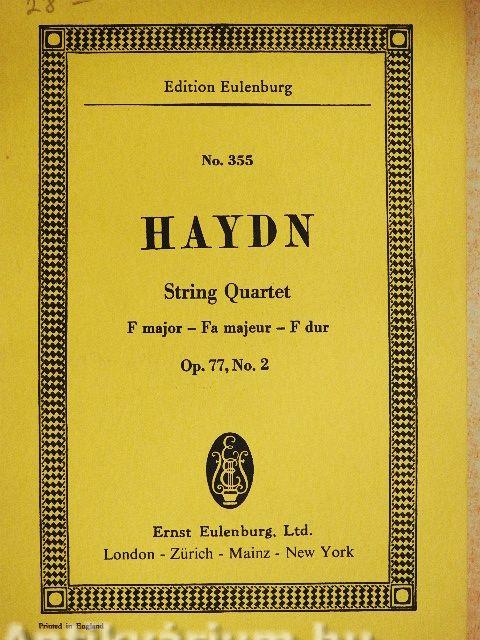 28 -
Edition Eulenburg
No. 355
HAYDN
String Quartet
F major – Fa majeur – F dur
Op. 77, No. 2
E
Ernst Eulenburg, Ltd.
London - Zürich - Mainz - New York
Printed in England